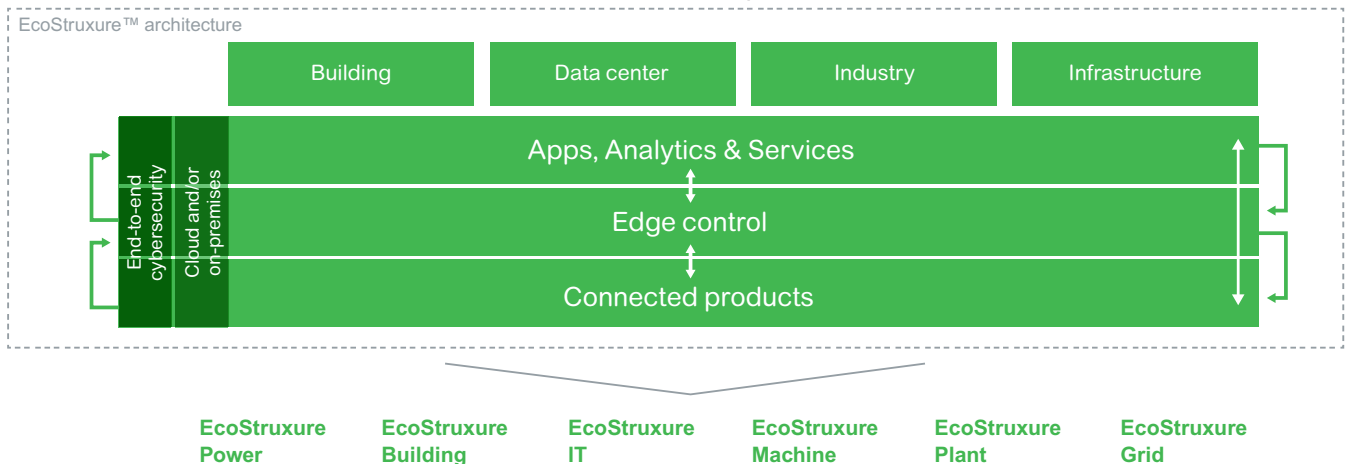 EcoStruxure™ architecture
Building
Data center
Industry
Infrastructure
End-to-end
cybersecurity
Cloud and/or
on-premises
Apps, Analytics & Services
Edge control
Connected products
EcoStruxure
Power
EcoStruxure
Building
EcoStruxure
IT
EcoStruxure
Machine
EcoStruxure
Plant
EcoStruxure
Grid